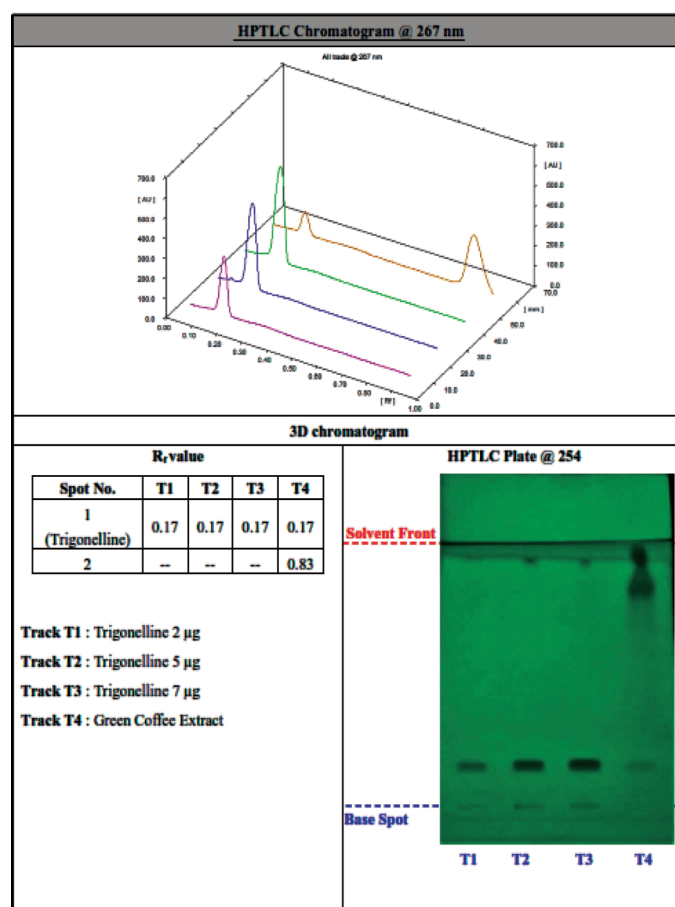 HPTLC Chromatogram @ 267 nm
All tracks @ 267 nm
700.0
[ AU ]
600.0
500.0
400.0
300.0
200.0
100.0
0.0
700.0
[ AU ]
600.0
500.0
400.0
300.0
200.0
100.0
0.0
0.00
0.10
0.20
0.30
0.40
0.50
0.60
0.70
0.80
[ Rf ]
1.00
0.0
10.0
20.0
30.0
40.0
50.0
[ mm ]
70.0
3D chromatogram
Rf value
Spot No. T1 T2 T3 T4
1 (Trigonelline) 0.17 0.17 0.17 0.17
2 -- -- -- 0.83
Track T1 : Trigonelline 2 µg
Track T2 : Trigonelline 5 µg
Track T3 : Trigonelline 7 µg
Track T4 : Green Coffee Extract
HPTLC Plate @ 254
Solvent Front
Base Spot
T1 T2 T3 T4